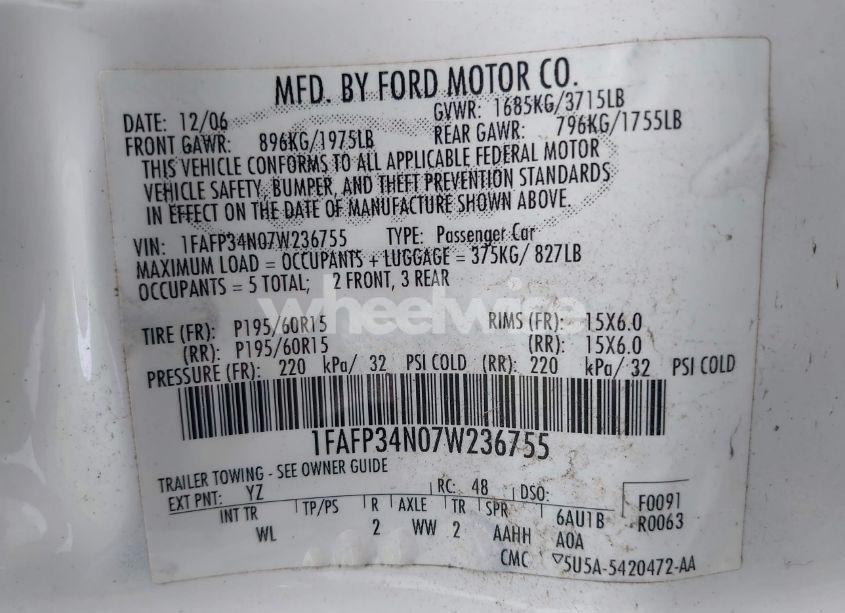 MFD. BY FORD MOTOR CO.
DATE: 12/06 GVWR: 1685KG/3715LB
FRONT GAWR: 896KG/1975LB REAR GAWR: 796KG/1755LB
THIS VEHICLE CONFORMS TO ALL APPLICABLE FEDERAL MOTOR
VEHICLE SAFETY, BUMPER, AND THEFT PREVENTION STANDARDS
IN EFFECT ON THE DATE OF MANUFACTURE SHOWN ABOVE.
VIN: 1FAFP34N07W236755 TYPE: Passenger Car
MAXIMUM LOAD = OCCUPANTS + LUGGAGE = 375KG/ 827LB
OCCUPANTS = 5 TOTAL; 2 FRONT, 3 REAR
wheelwise
TIRE (FR): P195/60R15 RIMS (FR): 15X6.0
(RR): P195/60R15 (RR): 15X6.0
PRESSURE (FR): 220 kPa/ 32 PSI COLD (RR): 220 kPa/ 32 PSI COLD
1FAFP34N07W236755
TRAILER TOWING - SEE OWNER GUIDE
EXT PNT: YZ RC: 48 DSO: F0091
INT TR TP/PS R AXLE TR SPR 6AU1B R0063
WL 2 WW 2 AAHH A0A
CMC ▽5U5A-5420472-AA